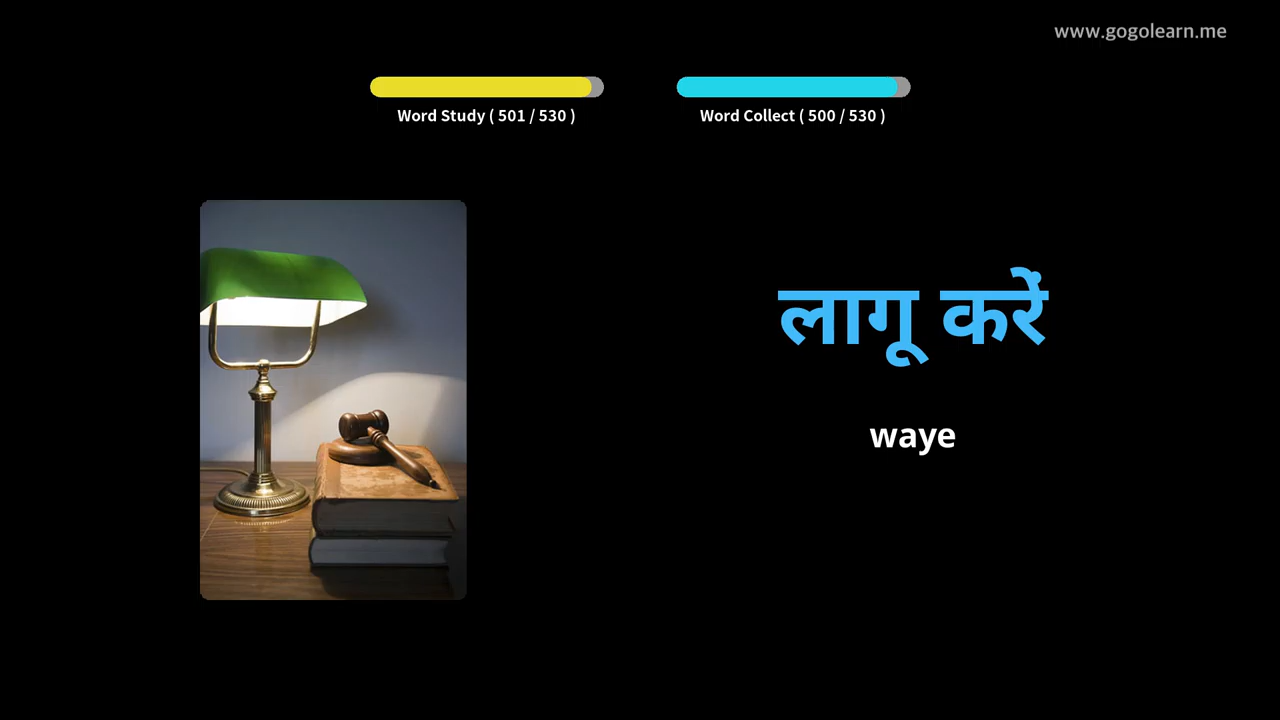 www.gogolearn.me
Word Study ( 501 / 530 )
Word Collect ( 500 / 530 )
लागू करें
waye